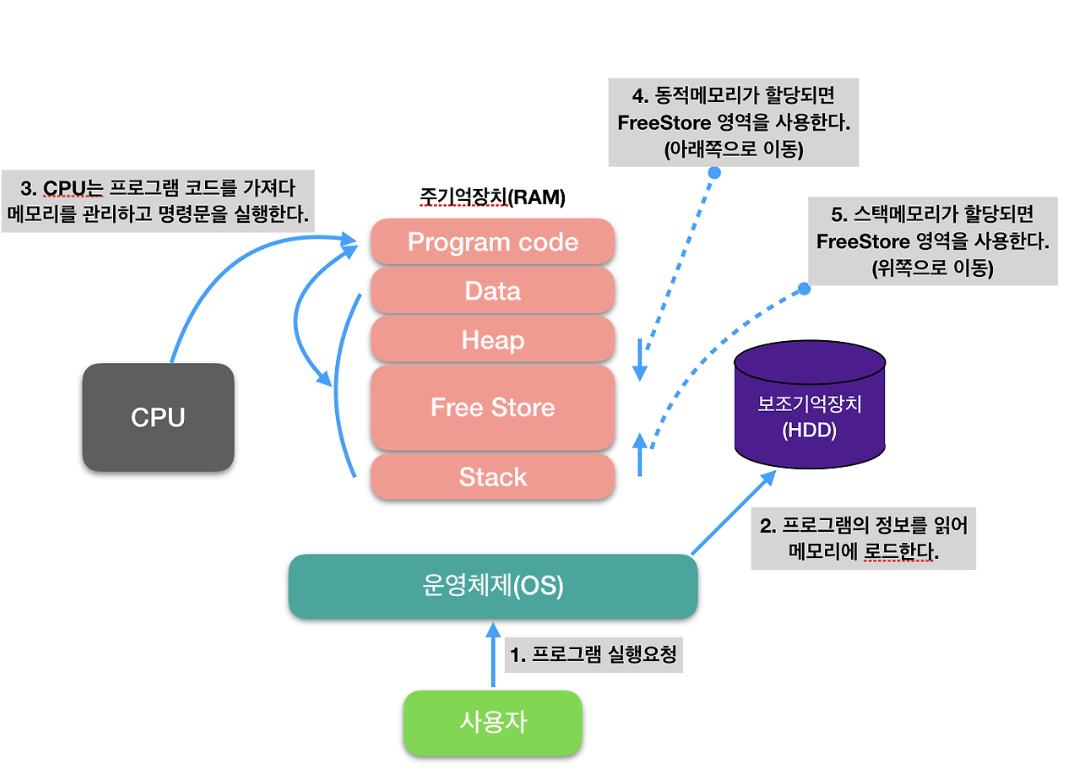 4. 동적메모리가 할당되면
FreeStore 영역을 사용한다.
(아래쪽으로 이동)
3. CPU는 프로그램 코드를 가져다
메모리를 관리하고 명령문을 실행한다.
주기억장치(RAM)
5. 스택메모리가 할당되면
FreeStore 영역을 사용한다.
(위쪽으로 이동)
Program code
Data
Heap
Free Store
Stack
CPU
보조기억장치
(HDD)
2. 프로그램의 정보를 읽어
메모리에 로드한다.
운영체제(OS)
1. 프로그램 실행요청
사용자